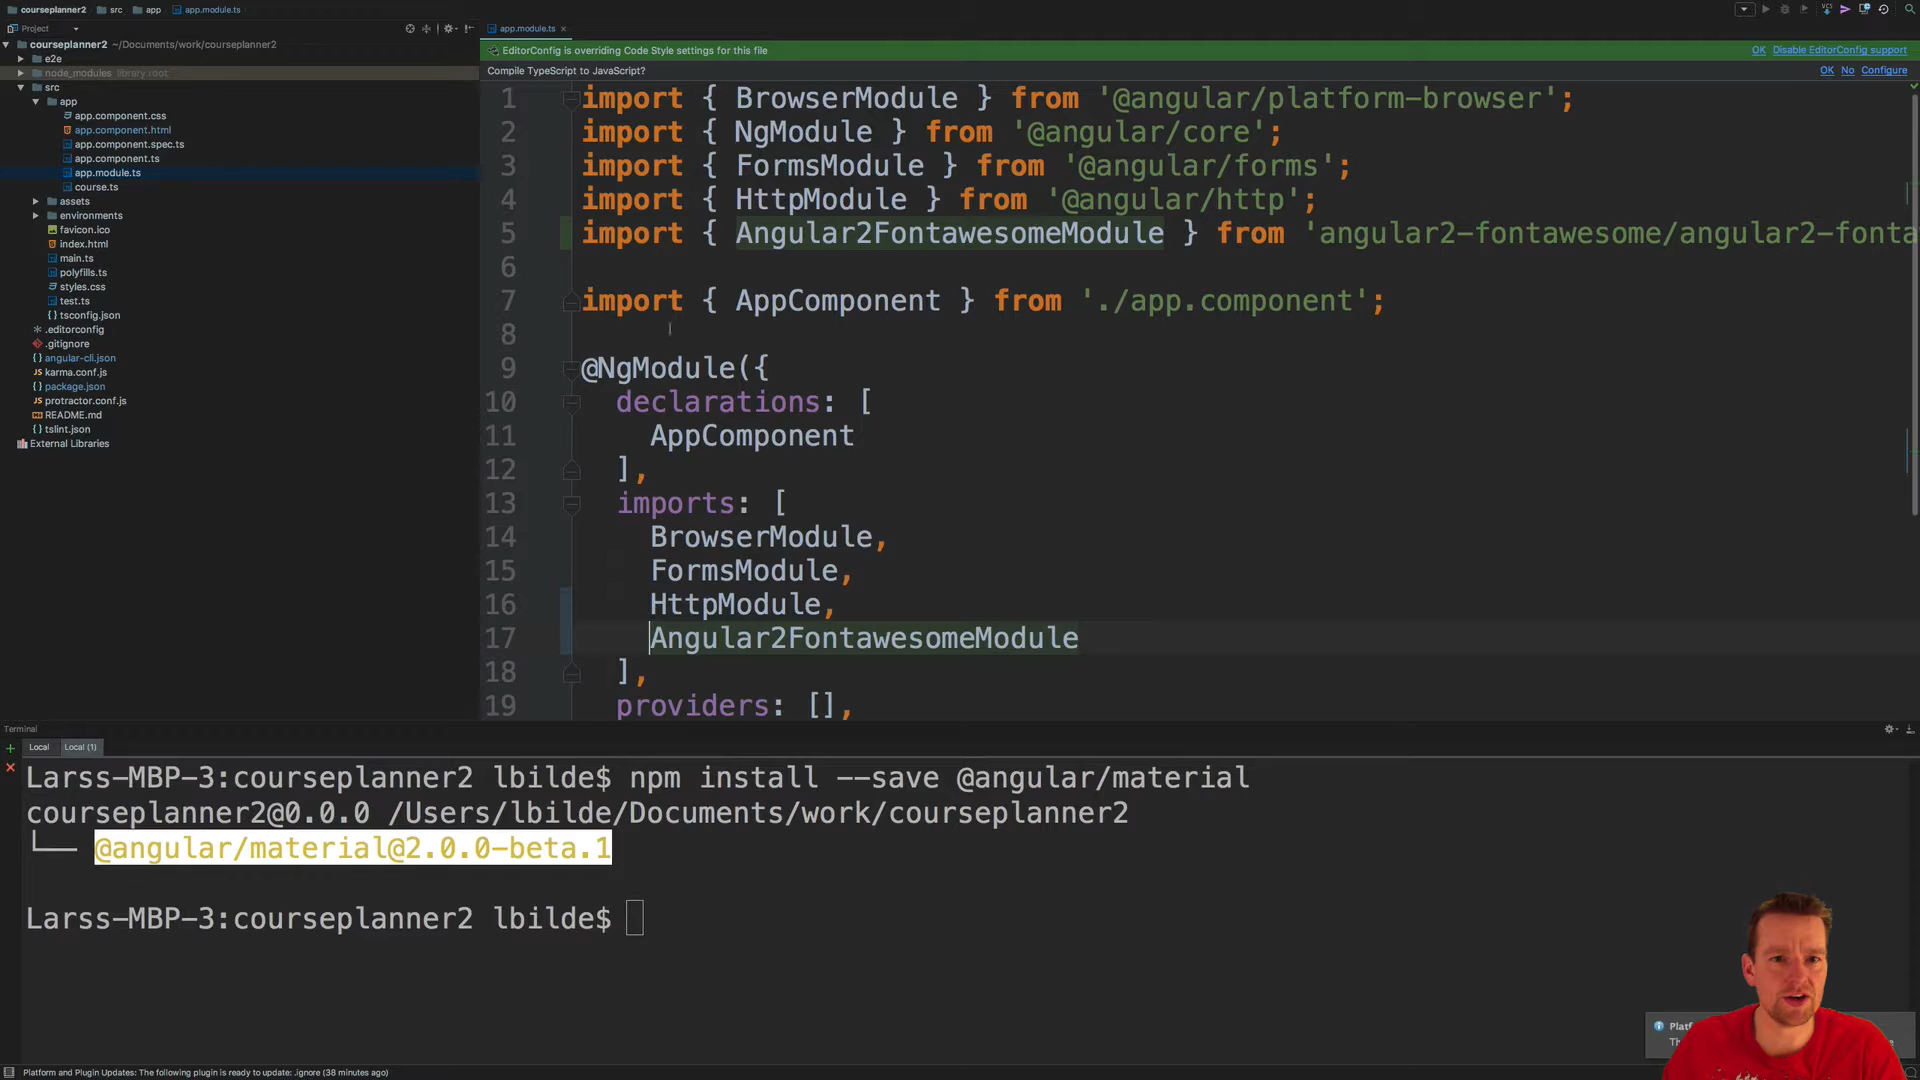 courseplanner2 src app app.module.ts
Project
app.module.ts
courseplanner2 ~/Documents/work/courseplanner2
e2e
node_modules library root
src
app
app.component.css
app.component.html
app.component.spec.ts
app.component.ts
app.module.ts
course.ts
assets
environments
favicon.ico
index.html
main.ts
polyfills.ts
styles.css
test.ts
tsconfig.json
.editorconfig
.gitignore
angular-cli.json
karma.conf.js
package.json
protractor.conf.js
README.md
tslint.json
External Libraries
EditorConfig is overriding Code Style settings for this file OK Disable EditorConfig support
Compile TypeScript to JavaScript? OK No Configure
1 import { BrowserModule } from '@angular/platform-browser';
2 import { NgModule } from '@angular/core';
3 import { FormsModule } from '@angular/forms';
4 import { HttpModule } from '@angular/http';
5 import { Angular2FontawesomeModule } from 'angular2-fontawesome/angular2-fonta
6
7 import { AppComponent } from './app.component';
8
9 @NgModule({
10 declarations: [
11 AppComponent
12 ],
13 imports: [
14 BrowserModule,
15 FormsModule,
16 HttpModule,
17 Angular2FontawesomeModule
18 ],
19 providers: [],
Terminal
Local Local (1)
Larss-MBP-3:courseplanner2 lbilde$ npm install --save @angular/material
courseplanner2@0.0.0 /Users/lbilde/Documents/work/courseplanner2
└── @angular/material@2.0.0-beta.1
Larss-MBP-3:courseplanner2 lbilde$
Platform and Plugin Updates: The following plugin is ready to update: .ignore (38 minutes ago)